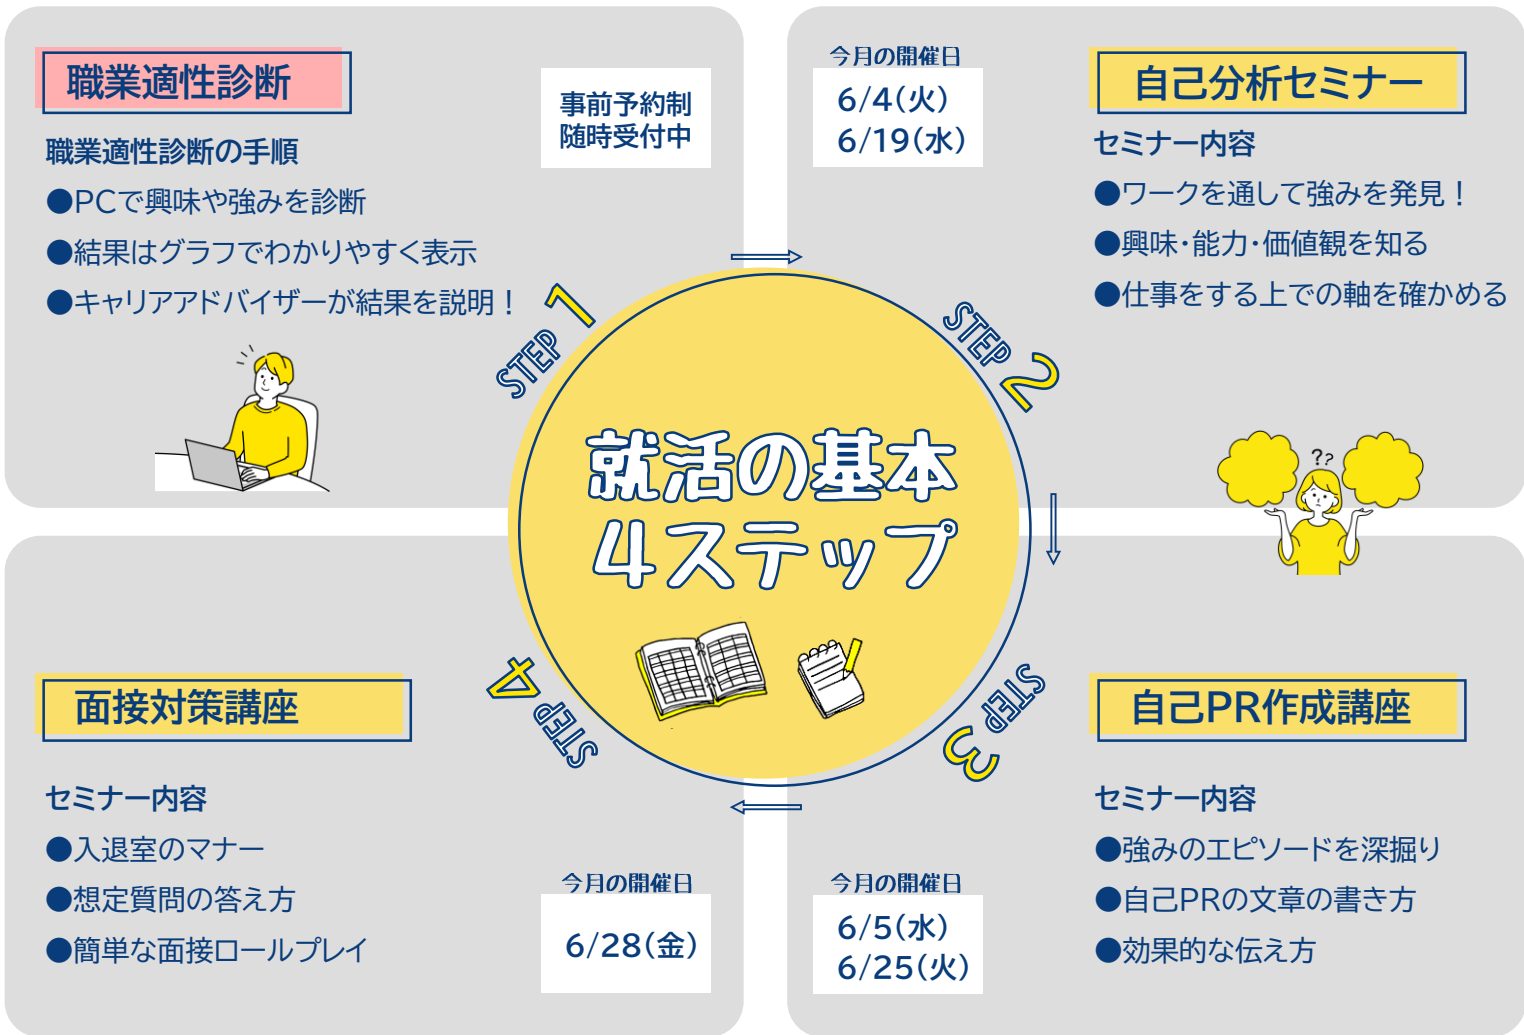 職業適性診断
事前予約制
随時受付中
職業適性診断の手順
●PCで興味や強みを診断
●結果はグラフでわかりやすく表示
●キャリアアドバイザーが結果を説明！
STEP 1
今月の開催日
6/4(火)
6/19(水)
自己分析セミナー
セミナー内容
●ワークを通して強みを発見！
●興味・能力・価値観を知る
●仕事をする上での軸を確かめる
STEP 2
??
就活の基本
4ステップ
STEP 3
自己PR作成講座
セミナー内容
●強みのエピソードを深掘り
●自己PRの文章の書き方
●効果的な伝え方
今月の開催日
6/5(水)
6/25(火)
STEP 4
面接対策講座
セミナー内容
●入退室のマナー
●想定質問の答え方
●簡単な面接ロールプレイ
今月の開催日
6/28(金)